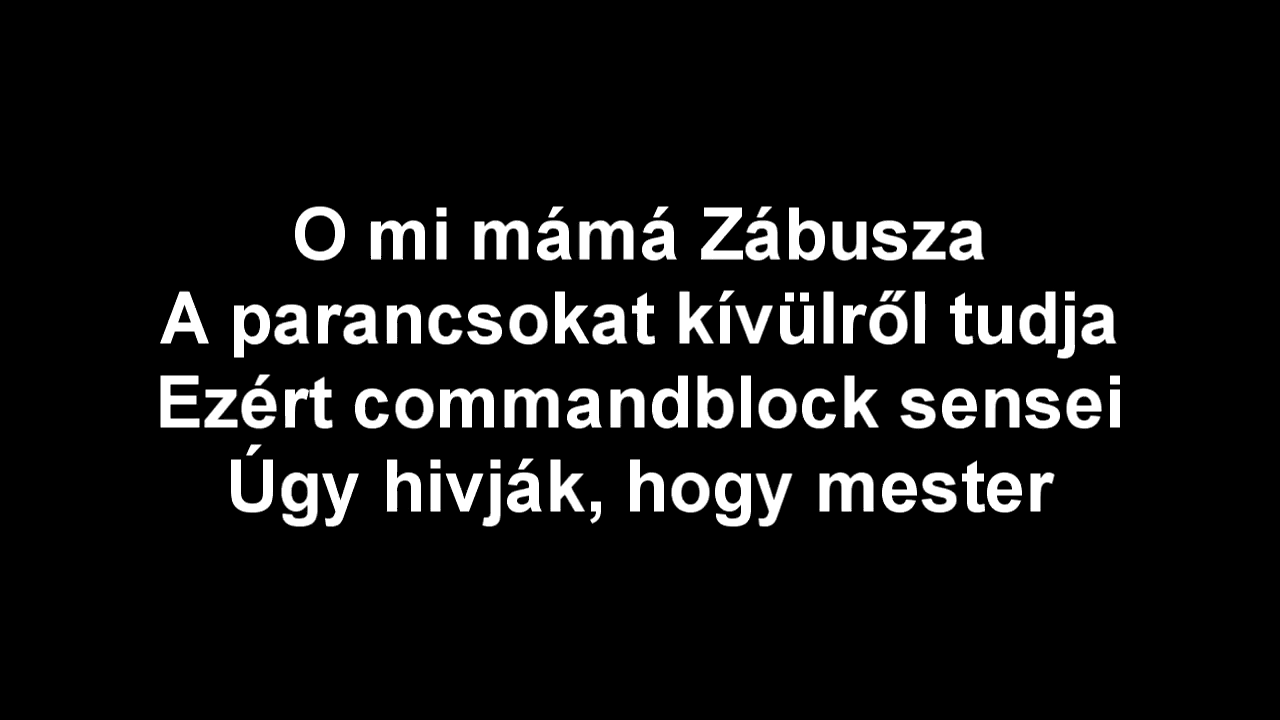 O mi mámá Zábusza
A parancsokat kívülről tudja
Ezért commandblock sensei
Úgy hivják, hogy mester